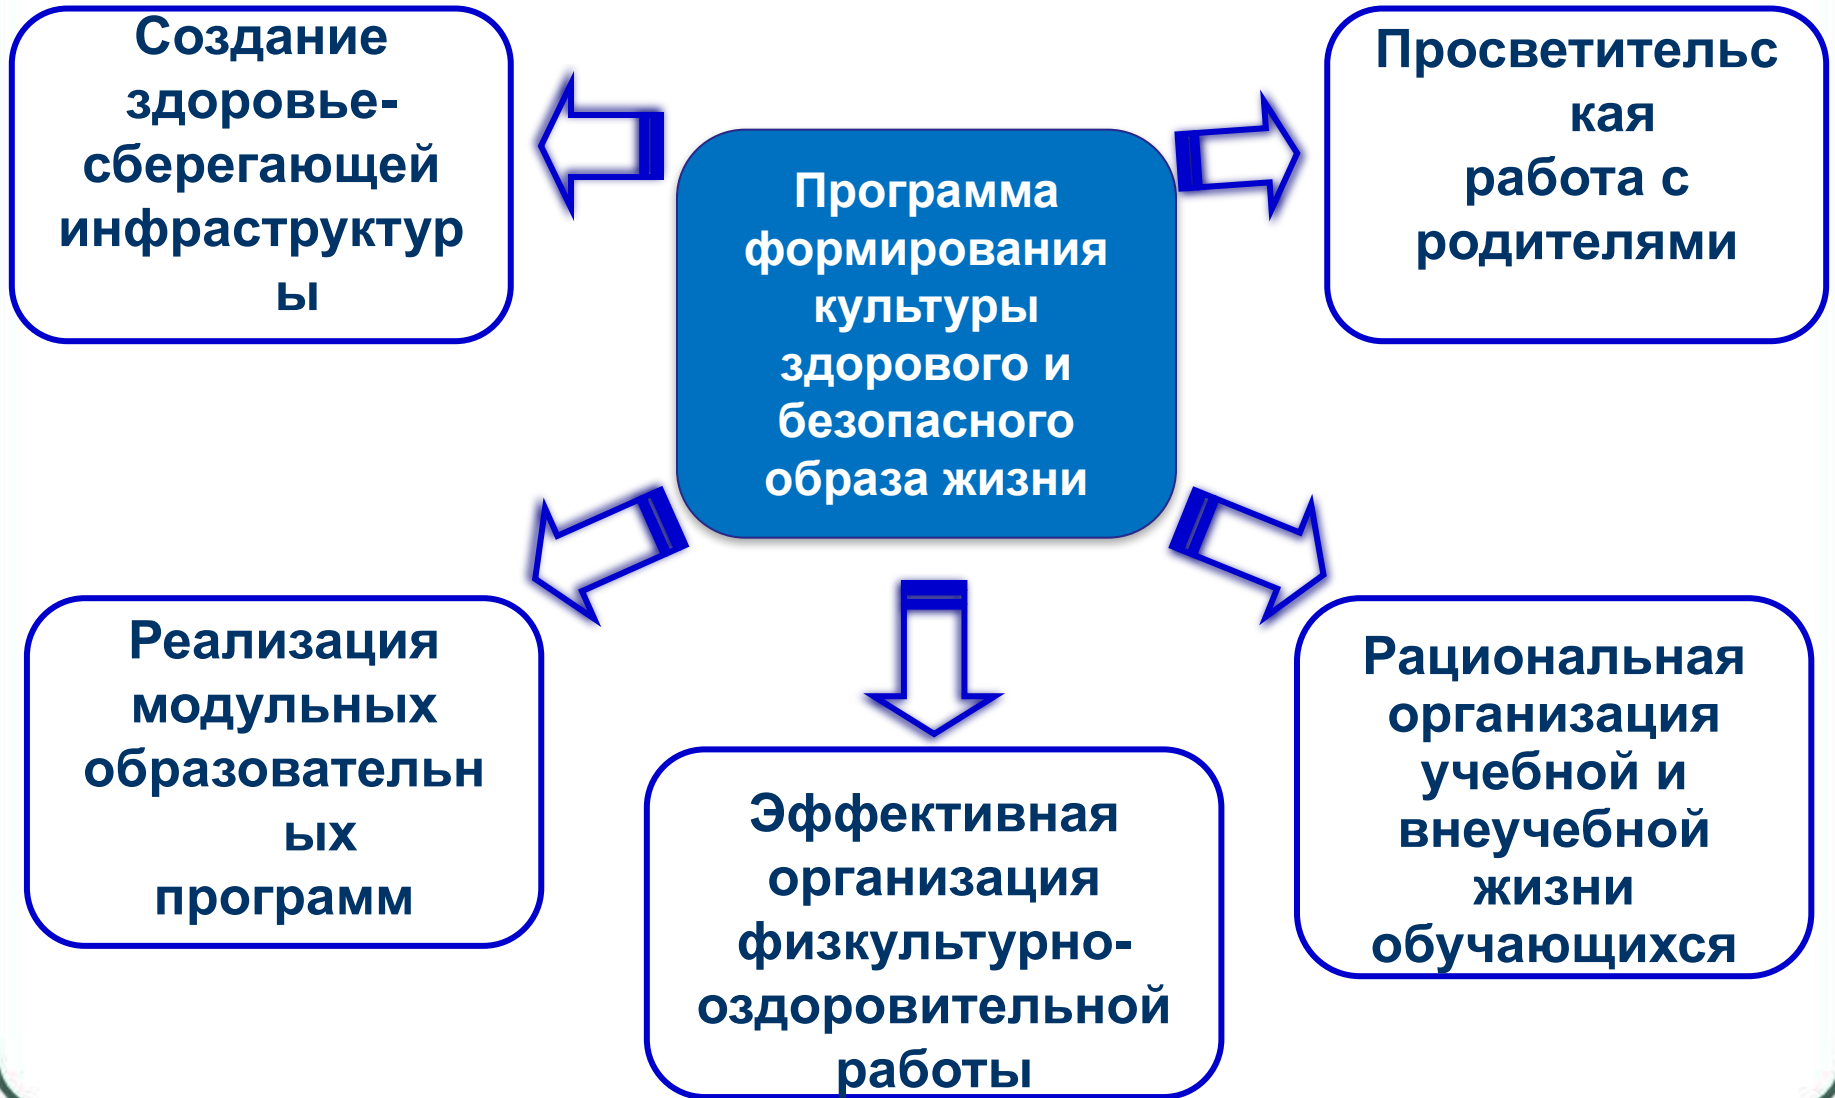 Создание
здоровье-
сберегающей
инфраструктур
ы
Просветительс
кая
работа с
родителями
Программа
формирования
культуры
здорового и
безопасного
образа жизни
Реализация
модульных
образовательн
ых
программ
Эффективная
организация
физкультурно-
оздоровительной
работы
Рациональная
организация
учебной и
внеучебной
жизни
обучающихся